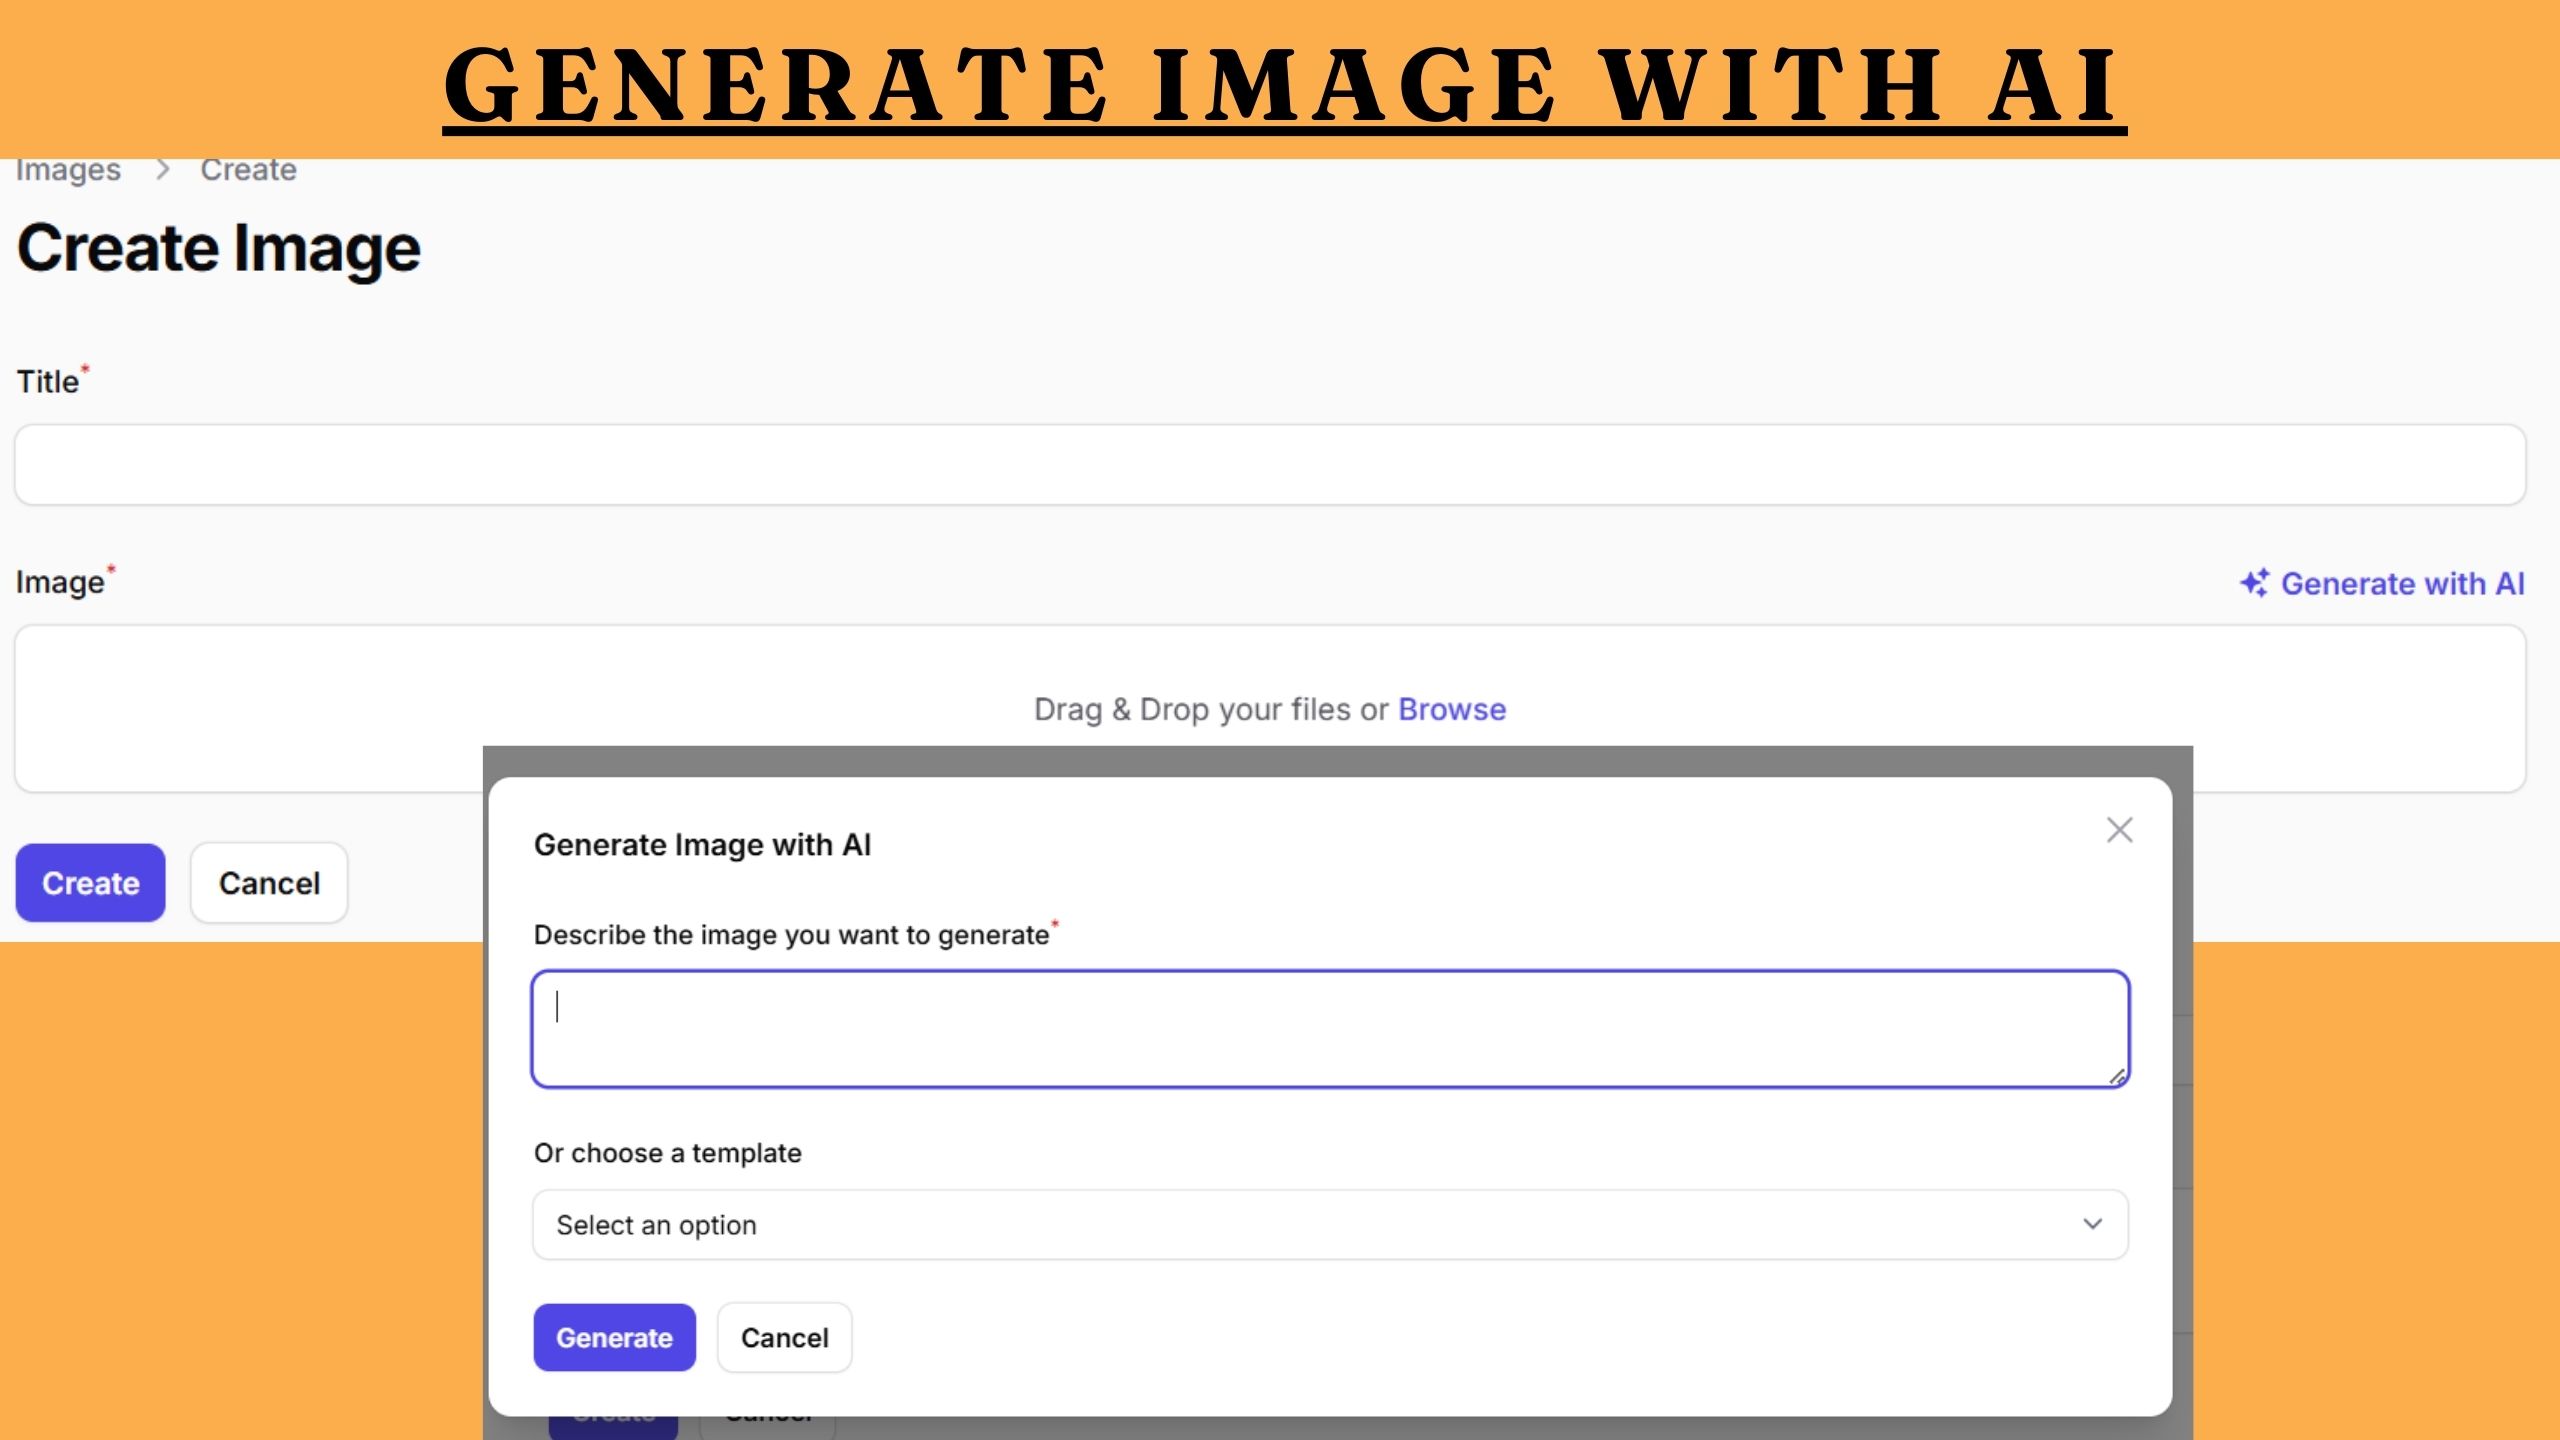 GENERATE IMAGE WITH AI
Images > Create
Create Image
Title*
Image*
Generate with AI
Drag & Drop your files or Browse
Create Cancel
Generate Image with AI
Describe the image you want to generate*
Or choose a template
Select an option
Generate Cancel
Create Cancel